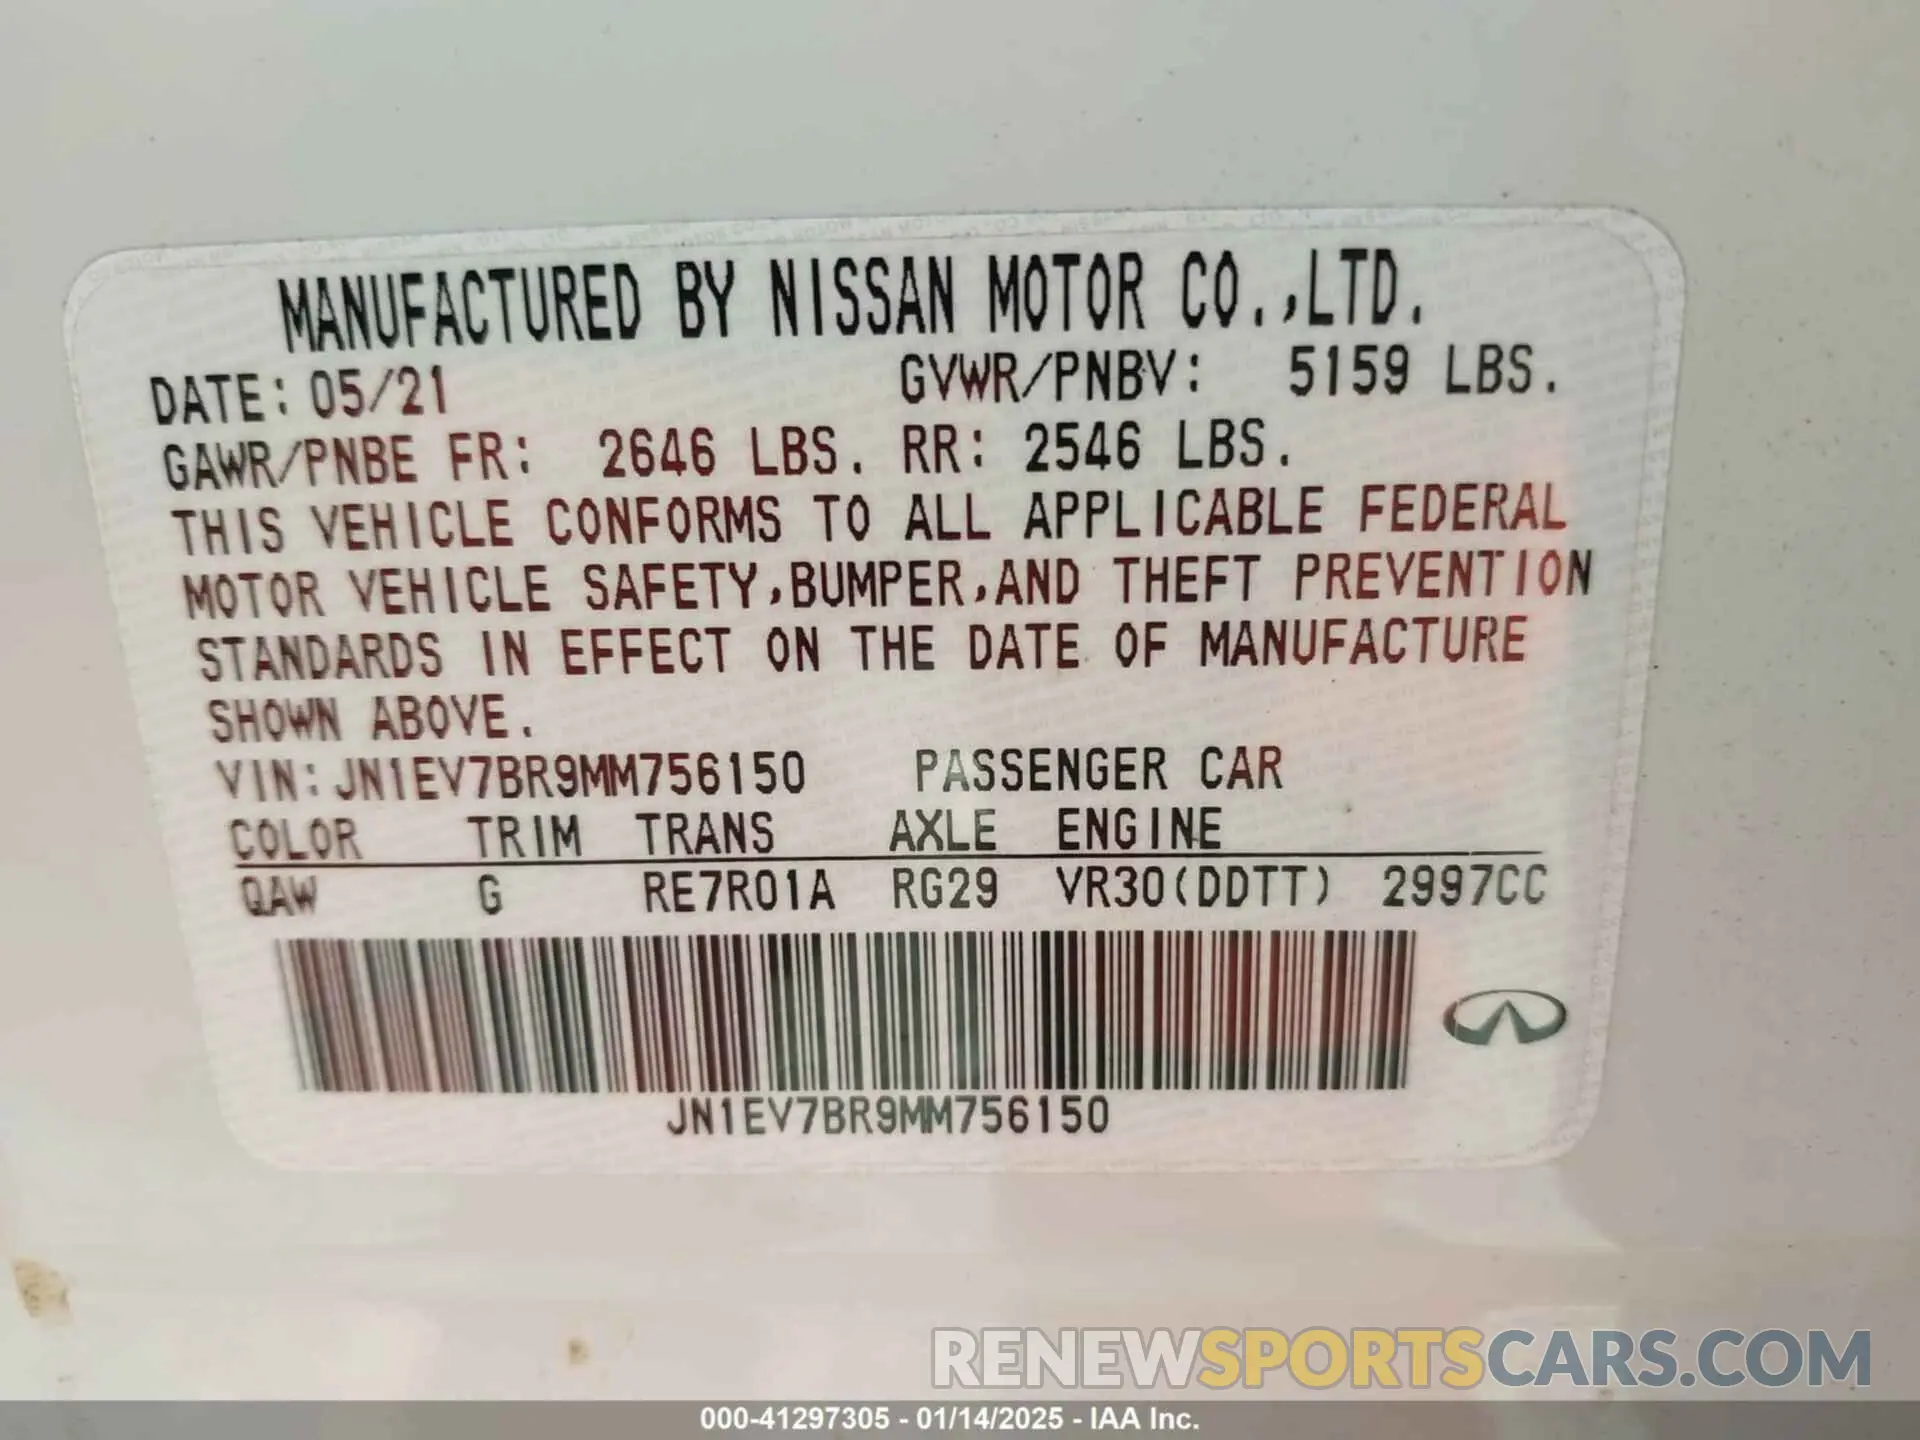 MANUFACTURED BY NISSAN MOTOR CO.,LTD.
DATE: 05/21 GVWR/PNBV: 5159 LBS.
GAWR/PNBE FR: 2646 LBS. RR: 2546 LBS.
THIS VEHICLE CONFORMS TO ALL APPLICABLE FEDERAL
MOTOR VEHICLE SAFETY,BUMPER,AND THEFT PREVENTION
STANDARDS IN EFFECT ON THE DATE OF MANUFACTURE
SHOWN ABOVE.
VIN:JN1EV7BR9MM756150 PASSENGER CAR
COLOR TRIM TRANS AXLE ENGINE
QAW G RE7R01A RG29 VR30(DDTT) 2997CC
JN1EV7BR9MM756150
RENEWSPORTSCARS.COM
000-41297305 - 01/14/2025 - IAA Inc.